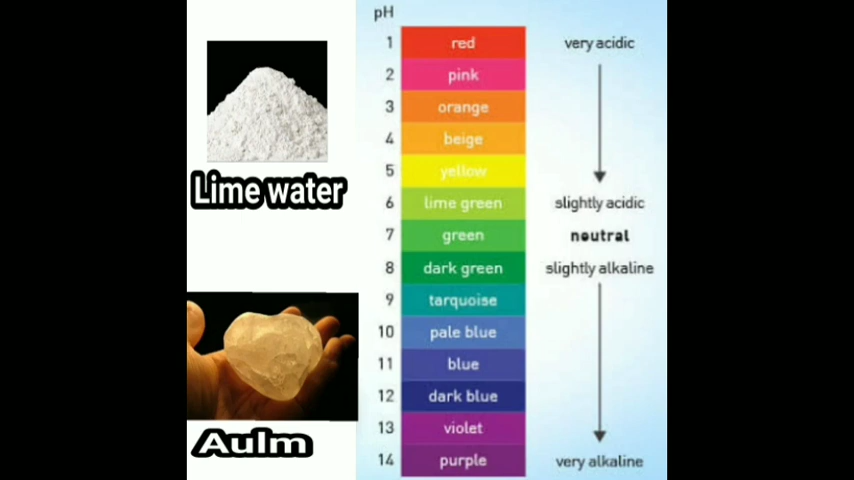 Lime water
Aulm
pH
1 red very acidic
2 pink
3 orange
4 beige
5 yellow
6 lime green slightly acidic
7 green neutral
8 dark green slightly alkaline
9 tarquoise
10 pale blue
11 blue
12 dark blue
13 violet
14 purple very alkaline